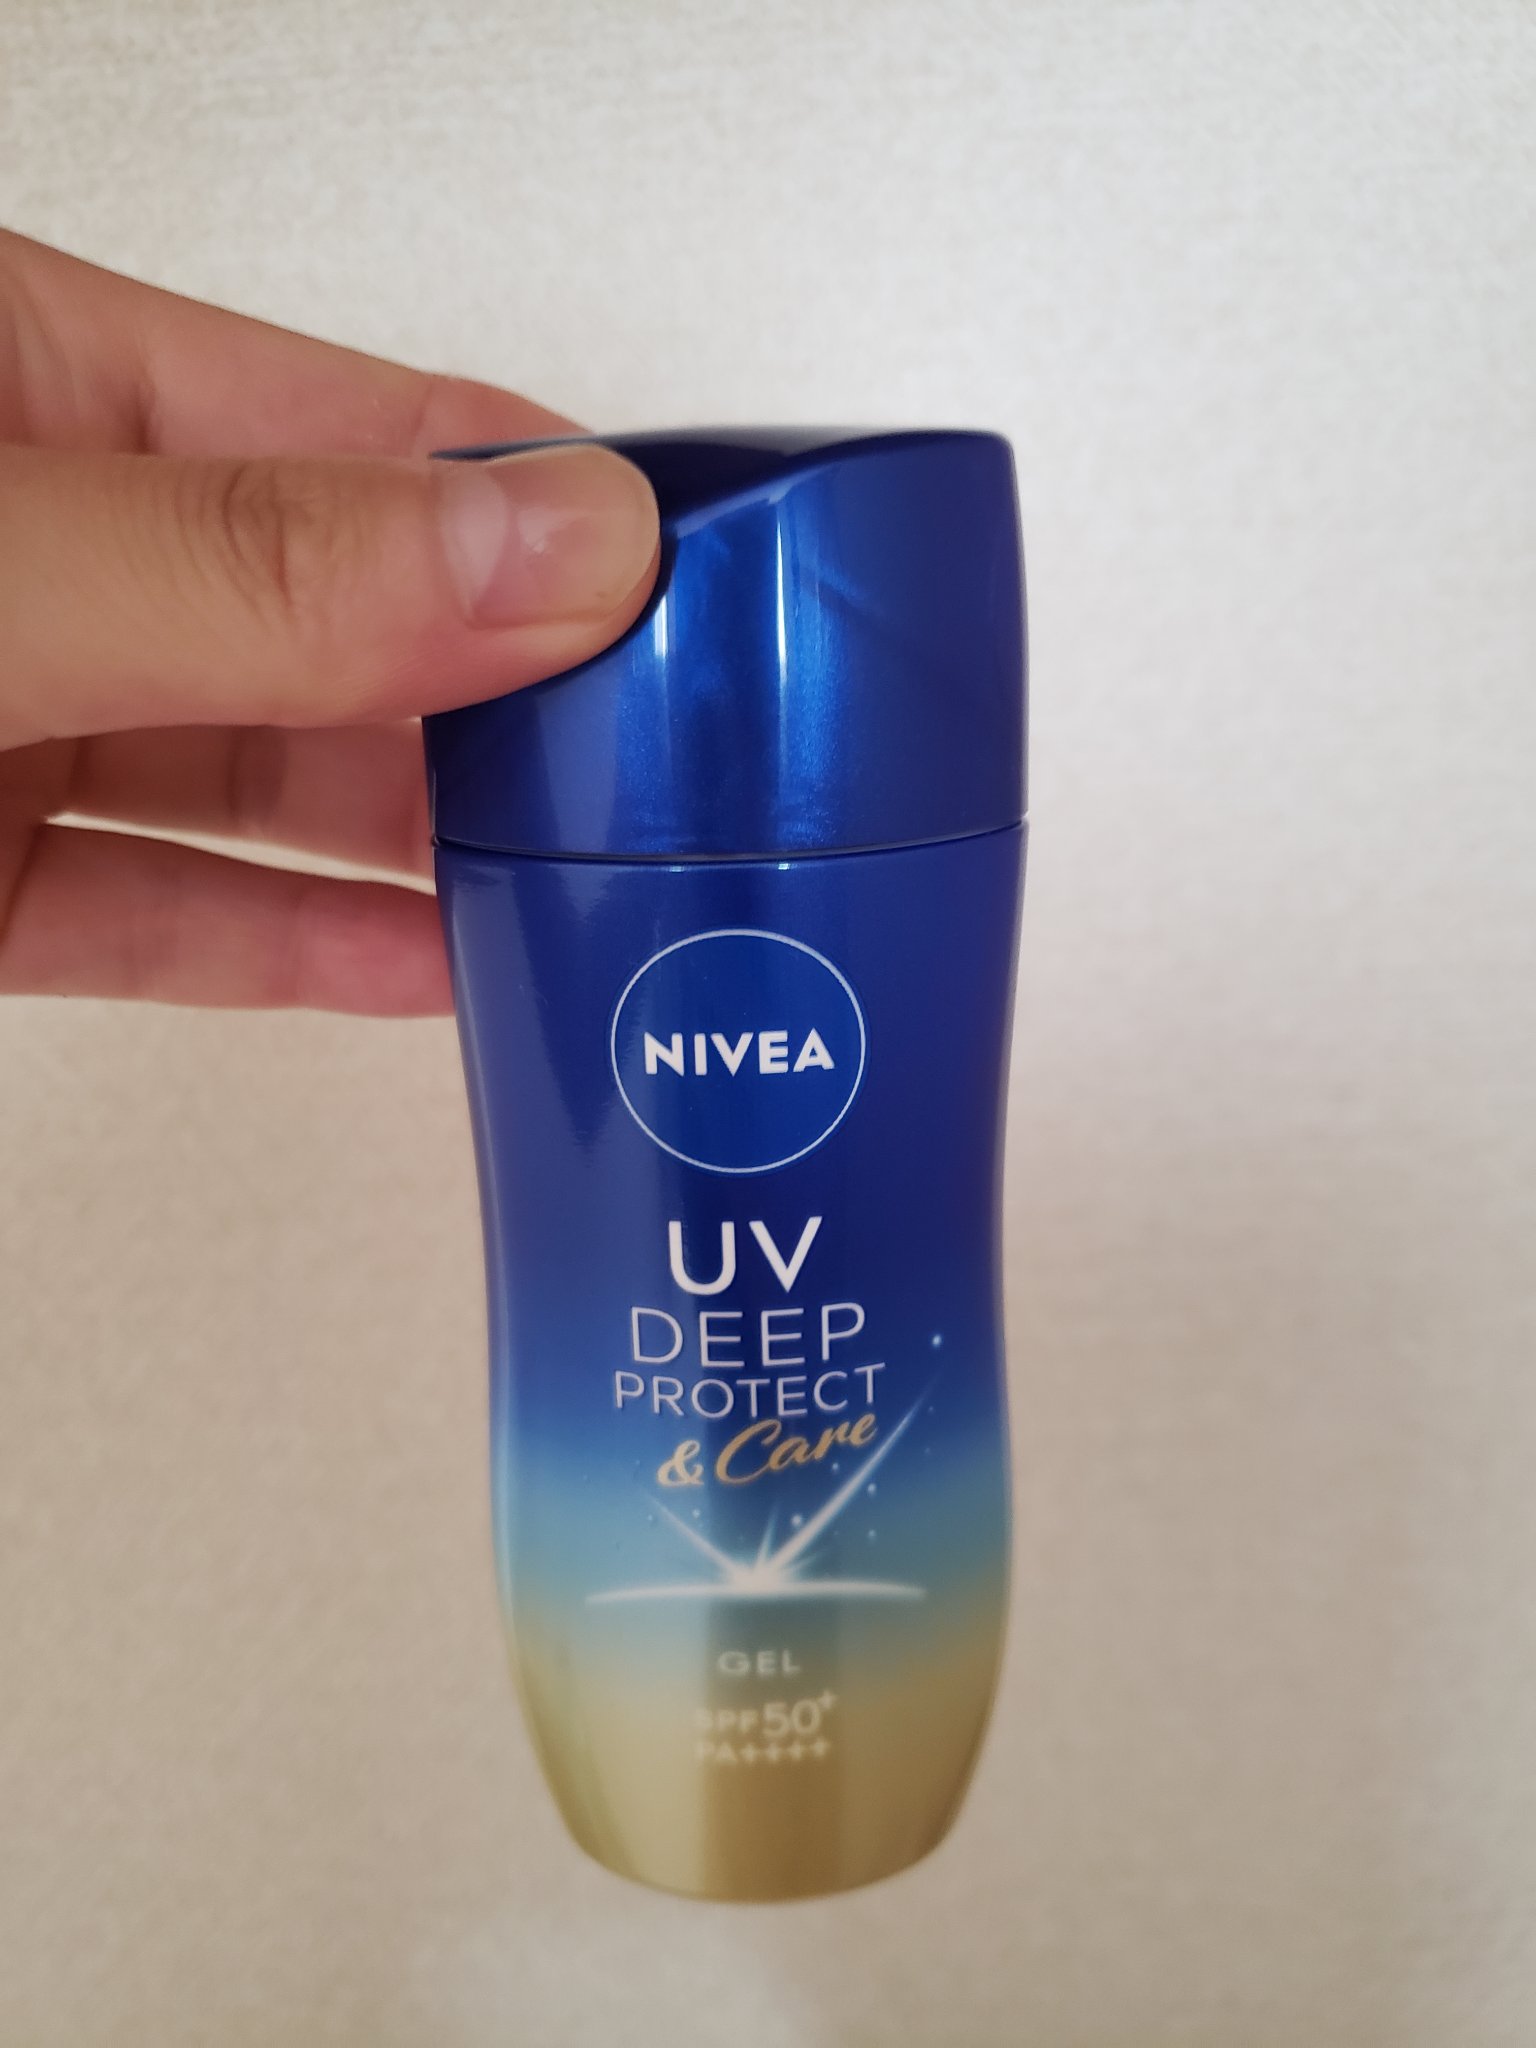 NIVEA
UV
DEEP
PROTECT
& Care
GEL
SPF50+
PA++++